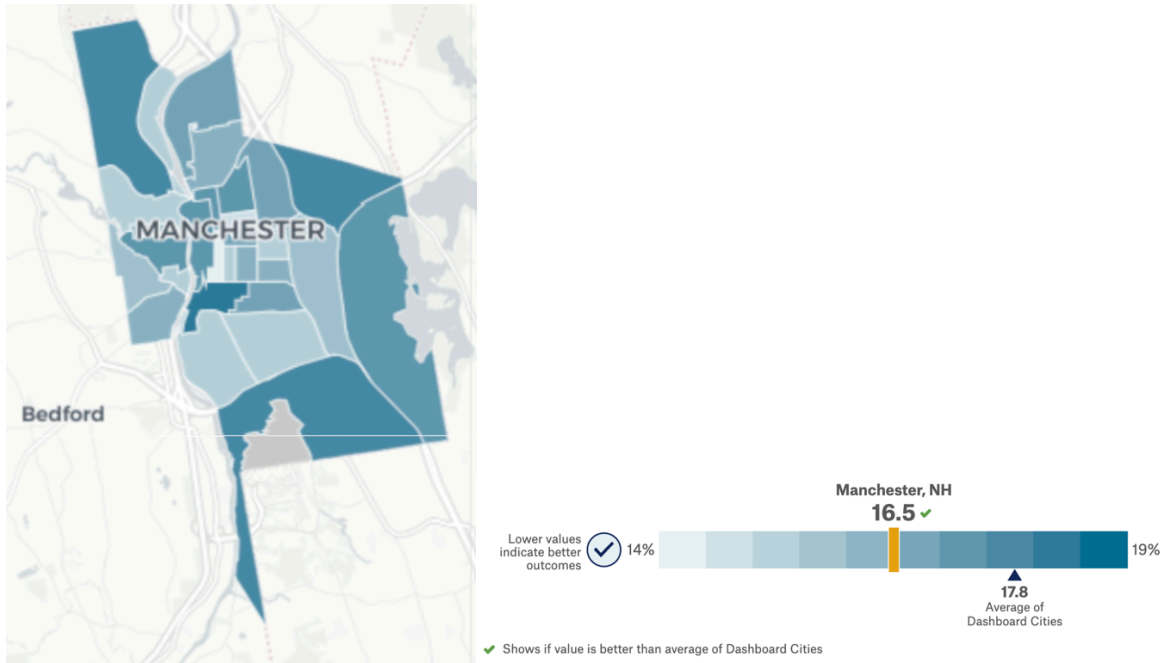 MANCHESTER
Bedford
Manchester, NH
16.5
Lower values
indicate better
outcomes
14%
19%
17.8
Average of
Dashboard Cities
Shows if value is better than average of Dashboard Cities